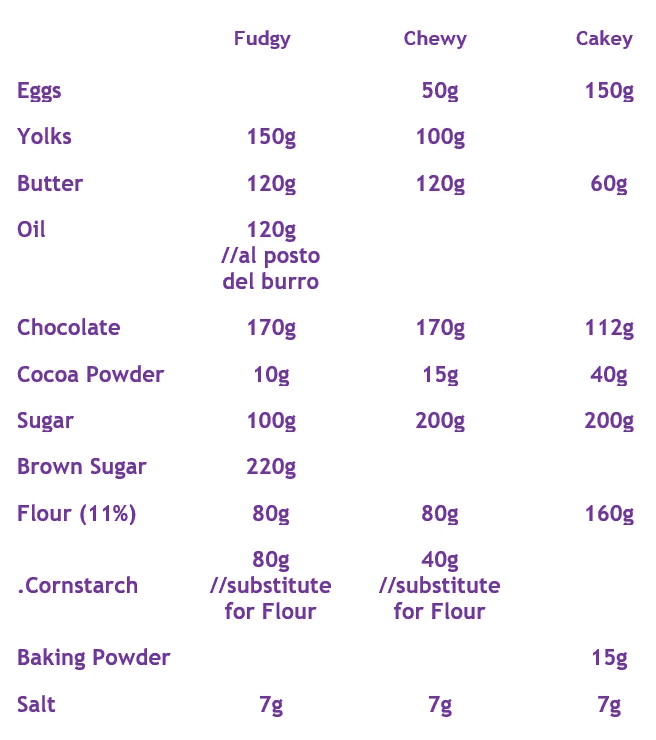 Fudgy Chewy Cakey
Eggs 50g 150g
Yolks 150g 100g
Butter 120g 120g 60g
Oil 120g
//al posto
del burro
Chocolate 170g 170g 112g
Cocoa Powder 10g 15g 40g
Sugar 100g 200g 200g
Brown Sugar 220g
Flour (11%) 80g 80g 160g
80g 40g
.Cornstarch //substitute //substitute
for Flour for Flour
Baking Powder 15g
Salt 7g 7g 7g